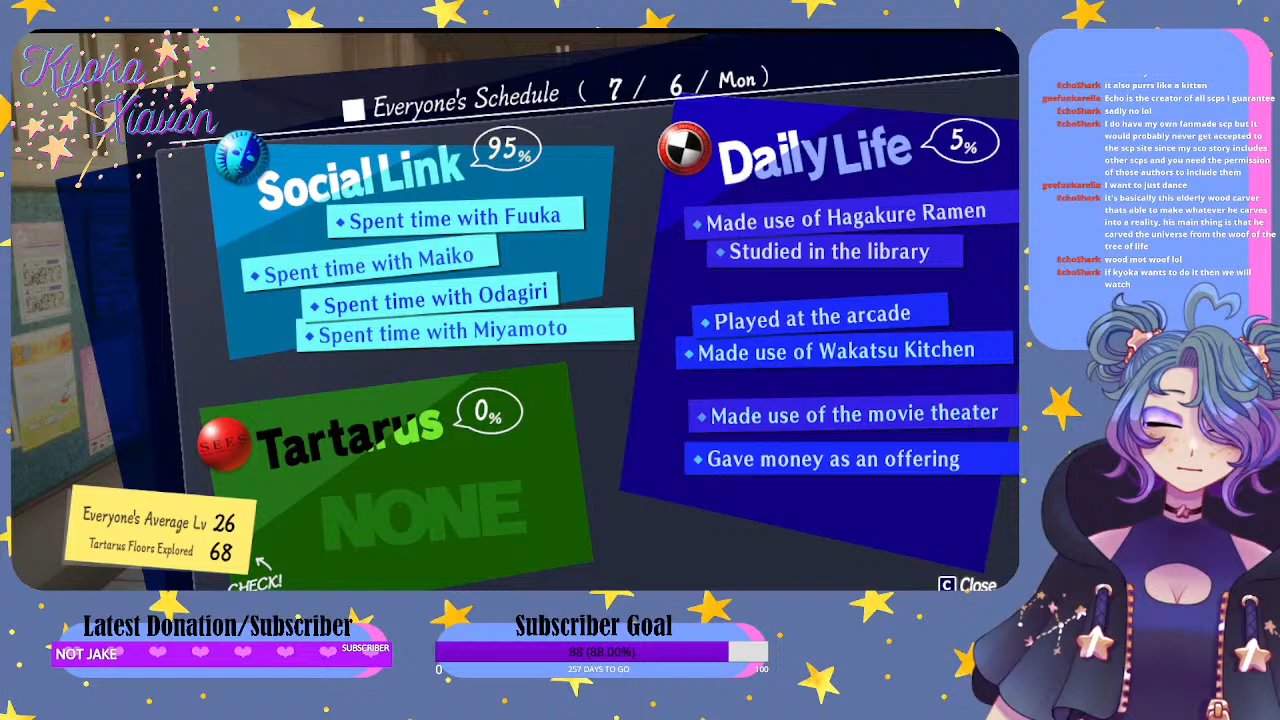 Kyoka
Xiavan
Everyone's Schedule ( 7 / 6 / Mon )
Social Link 95%
Spent time with Fuuka
Spent time with Maiko
Spent time with Odagiri
Spent time with Miyamoto
Daily Life 5%
Made use of Hagakure Ramen
Studied in the library
Played at the arcade
Made use of Wakatsu Kitchen
Made use of the movie theater
Gave money as an offering
SEES
Tartarus 0%
NONE
Everyone's Average Lv 26
Tartarus Floors Explored 68
CHECK!
C Close
EchoShark it also purrs like a kitten
geefunkarella Echo is the creator of all scps I guarantee
EchoShark sadly no lol
EchoShark I do have my own fanmade scp but it
would probably never get accepted to
the scp site since my sco story includes
other scps and you need the permission
of those authors to include them
geefunkarella I want to just dance
EchoShark it's basically this elderly wood carver
thats able to make whatever he carves
into a reality, his main thing is that he
carved the universe from the woof of the
tree of life
EchoShark wood mot woof lol
EchoShark If kyoka wants to do it then we will
watch
Latest Donation/Subscriber
NOT JAKE
SUBSCRIBER
Subscriber Goal
88 (88.00%)
0
257 DAYS TO GO
100